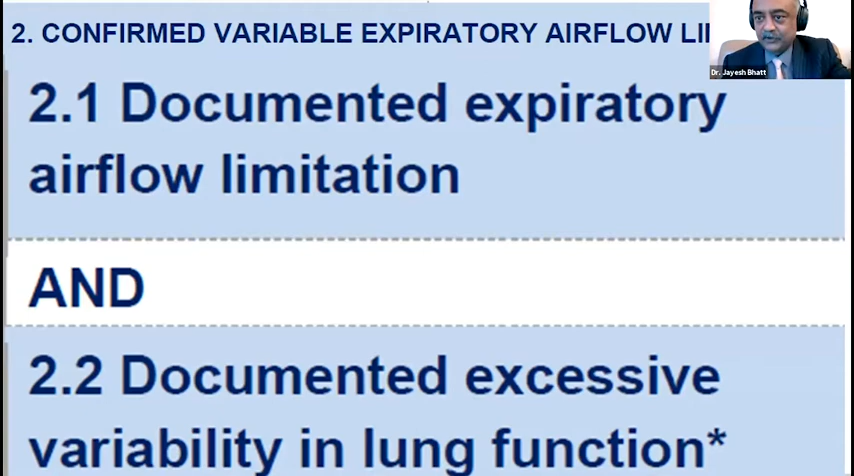 2. CONFIRMED VARIABLE EXPIRATORY AIRFLOW
Dr. Jayesh Bhatt
2.1 Documented expiratory
airflow limitation
AND
2.2 Documented excessive
variability in lung function*